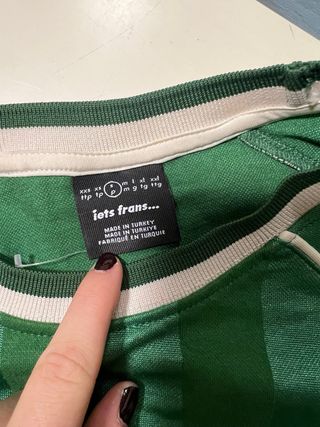 xxs xs s m l xl xxl
ttp tp p m g tg ttg
iets frans...
MADE IN TURKEY
MADE IN TÜRKIYE
FABRIQUÉ EN TURQUIE